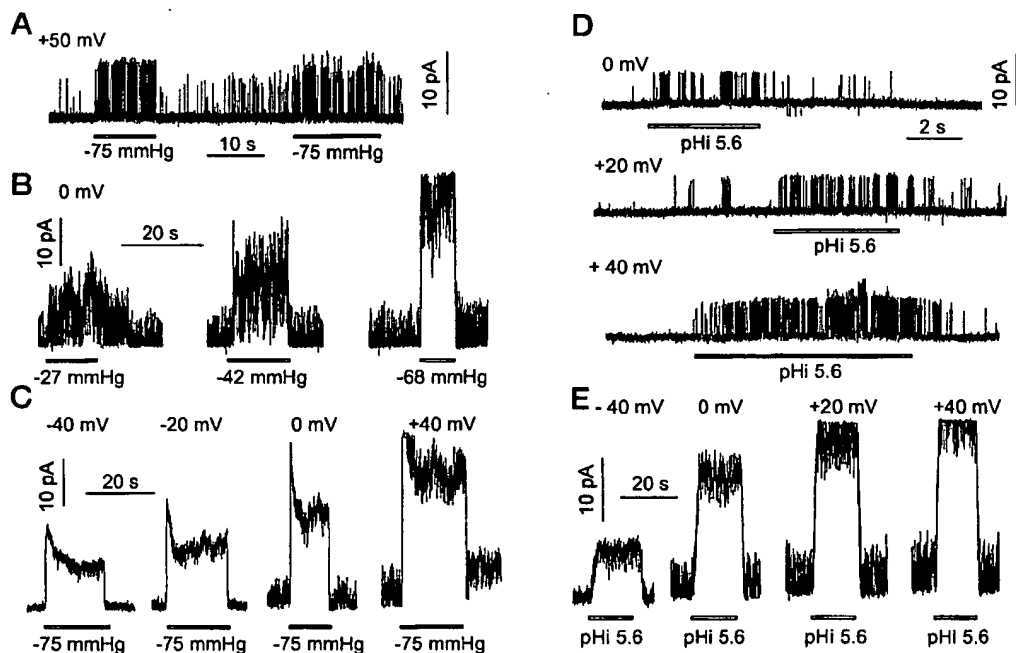 A
+50 mV
10 pA
-75 mmHg
10 s
-75 mmHg
B
0 mV
10 pA
20 s
-27 mmHg
-42 mmHg
-68 mmHg
C
-40 mV
-20 mV
0 mV
+40 mV
10 pA
20 s
-75 mmHg
-75 mmHg
-75 mmHg
-75 mmHg
D
0 mV
10 pA
pHi 5.6
2 s
+20 mV
pHi 5.6
+ 40 mV
pHi 5.6
E
- 40 mV
0 mV
+20 mV
+40 mV
10 pA
20 s
pHi 5.6
pHi 5.6
pHi 5.6
pHi 5.6